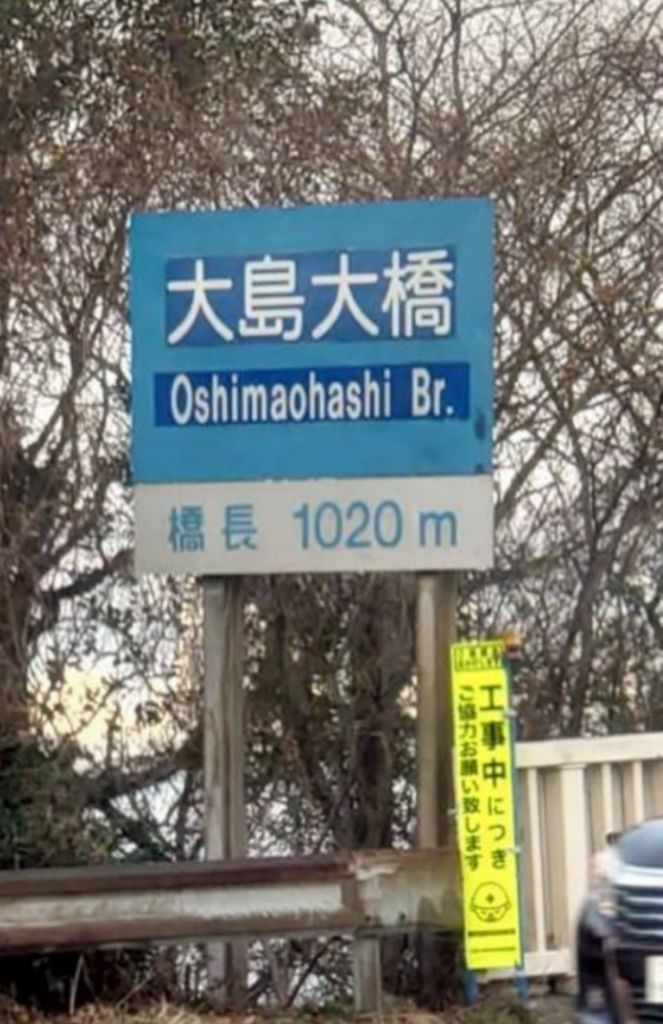 大島大橋
Oshimaohashi Br.
橋長 1020m
工事中につき
ご協力お願い致します